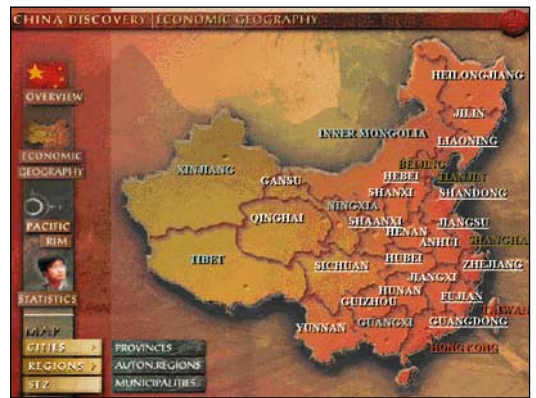 CHINA DISCOVERY ECONOMIC GEOGRAPHY
OVERVIEW
ECONOMIC
GEOGRAPHY
PACIFIC
RIM
STATISTICS
MAP
CITIES
REGIONS
SEZ
PROVINCES
AUTON.REGIONS
MUNICIPALITIES
HEILONGJIANG
JILIN
INNER MONGOLIA
LIAONING
BEIJING
XINJIANG
TIANJIN
GANSU
HEBEI
SHANXI
SHANDONG
NINGXIA
QINGHAI
SHAANXI
JIANGSU
HENAN
ANHUI
SHANGHA
TIBET
SICHUAN
HUBEI
ZHEJIANG
JIANGXI
HUNAN
GUIZHOU
FUJIAN
TAIWAN
YUNNAN
GUANGXI
GUANGDONG
HONG KONG